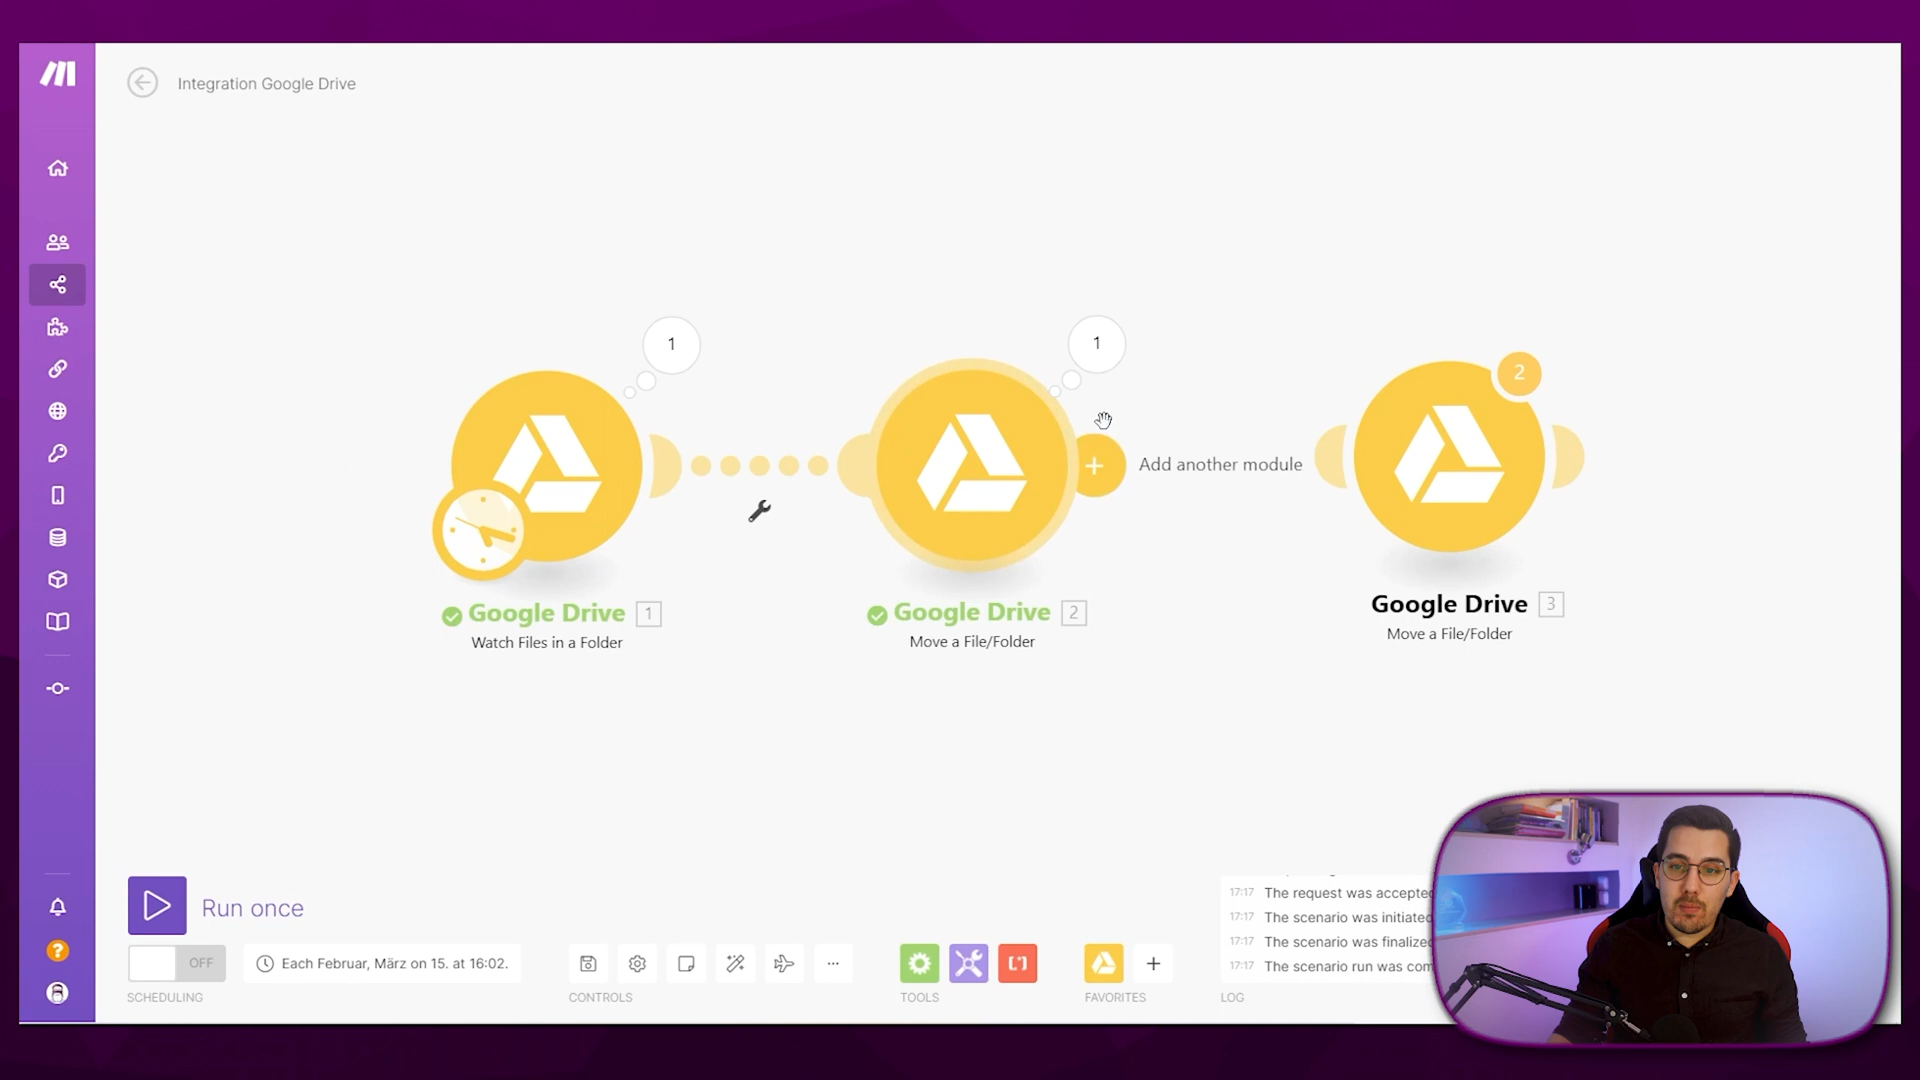 Integration Google Drive
1
1
2
Add another module
Google Drive 1
Watch Files in a Folder
Google Drive 2
Move a File/Folder
Google Drive 3
Move a File/Folder
Run once
OFF
Each Februar, März on 15. at 16:02.
SCHEDULING
CONTROLS
TOOLS
FAVORITES
LOG
17:17 The request was accepted
17:17 The scenario was initiated
17:17 The scenario was finalized
17:17 The scenario run was com